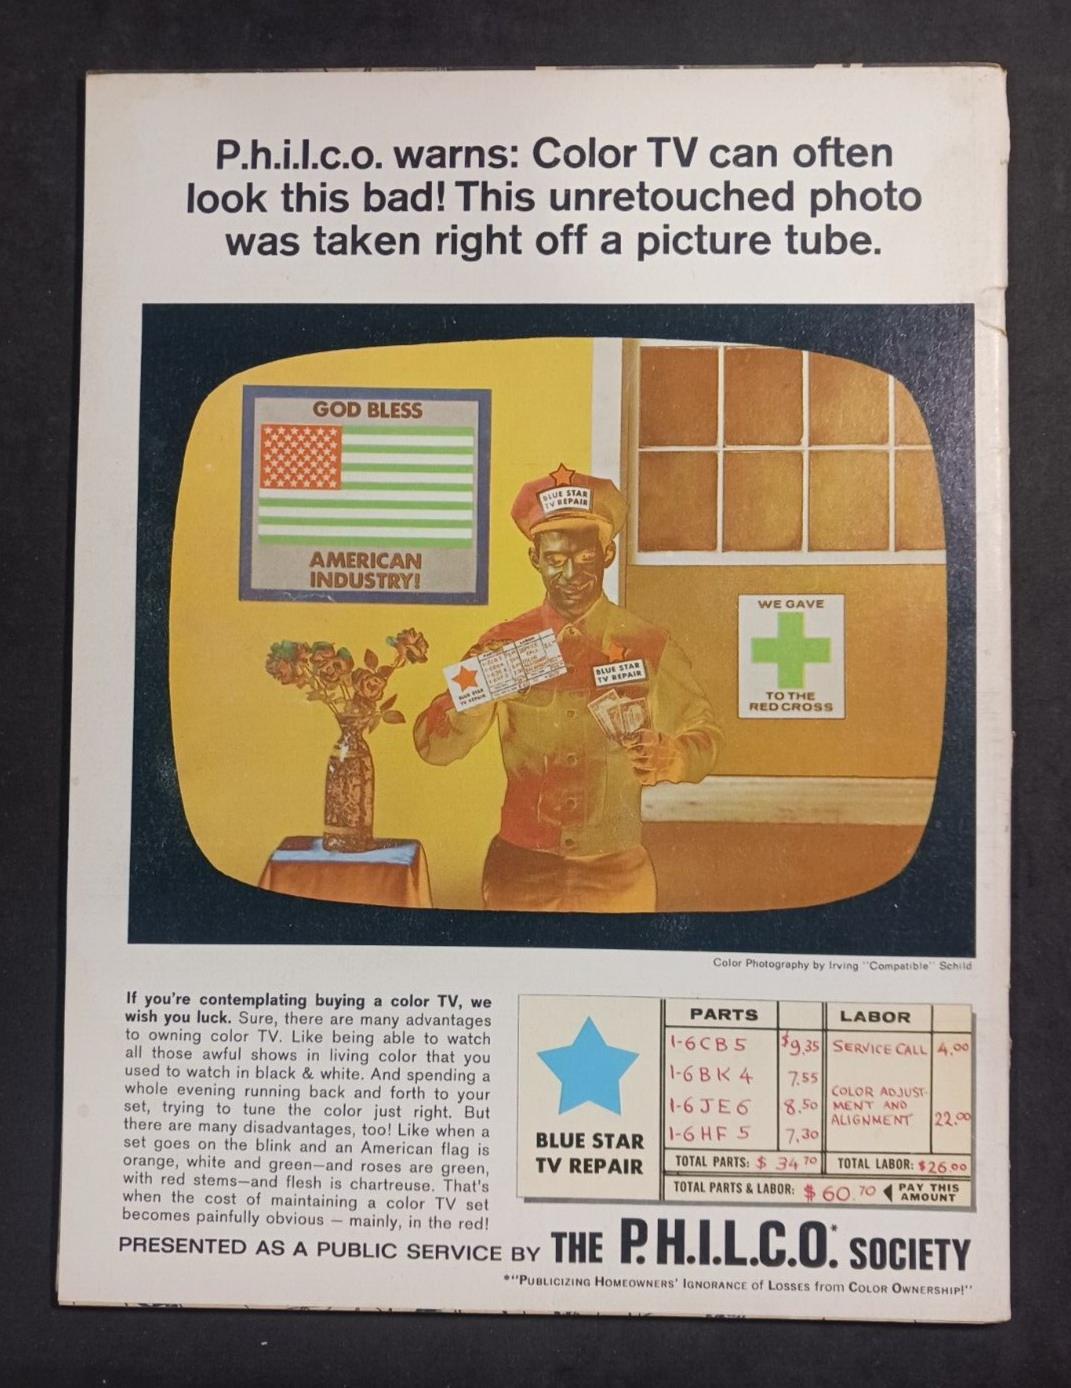 P.h.i.l.c.o. warns: Color TV can often
look this bad! This unretouched photo
was taken right off a picture tube.
GOD BLESS
AMERICAN
INDUSTRY!
BLUE STAR
TV REPAIR
BLUE STAR
TV REPAIR
BLUE STAR
TV REPAIR
WE GAVE
TO THE
RED CROSS
Color Photography by Irving "Compatible" Schild
If you're contemplating buying a color TV, we
wish you luck. Sure, there are many advantages
to owning color TV. Like being able to watch
all those awful shows in living color that you
used to watch in black & white. And spending a
whole evening running back and forth to your
set, trying to tune the color just right. But
there are many disadvantages, too! Like when a
set goes on the blink and an American flag is
orange, white and green—and roses are green,
with red stems—and flesh is chartreuse. That's
when the cost of maintaining a color TV set
becomes painfully obvious — mainly, in the red!
BLUE STAR
TV REPAIR
PARTS LABOR
1-6CB5 $9.35 SERVICE CALL 4.00
1-6BK4 7.55
1-6JE6 8.50 COLOR ADJUST-
MENT AND
ALIGNMENT 22.00
1-6HF5 7.30
TOTAL PARTS: $ 34.70 TOTAL LABOR: $26.00
TOTAL PARTS & LABOR: $ 60.70 PAY THIS
AMOUNT
PRESENTED AS A PUBLIC SERVICE BY THE P.H.I.L.C.O.* SOCIETY
*"PUBLICIZING HOMEOWNERS' IGNORANCE of LOSSES from COLOR OWNERSHIP!"